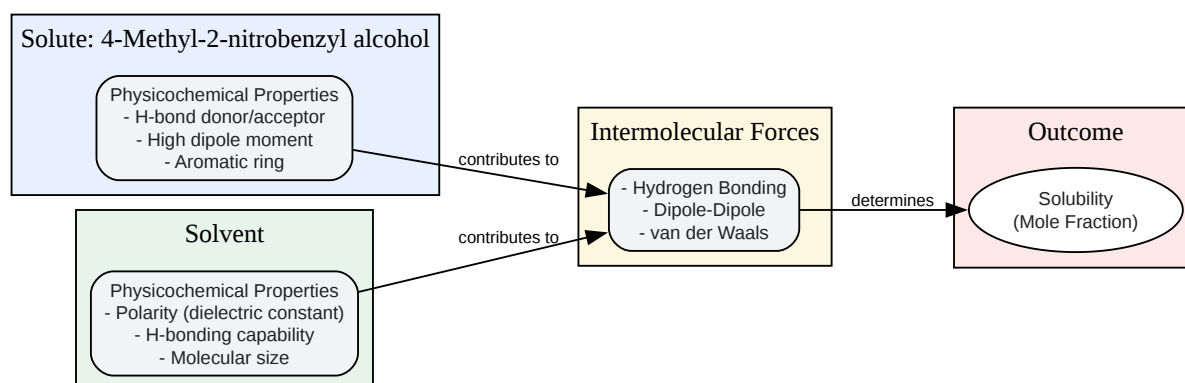 Solute: 4-Methyl-2-nitrobenzyl alcohol
Physicochemical Properties
- H-bond donor/acceptor
- High dipole moment
- Aromatic ring
contributes to
Solvent
Physicochemical Properties
- Polarity (dielectric constant)
- H-bonding capability
- Molecular size
contributes to
Intermolecular Forces
- Hydrogen Bonding
- Dipole-Dipole
- van der Waals
determines
Outcome
Solubility
(Mole Fraction)